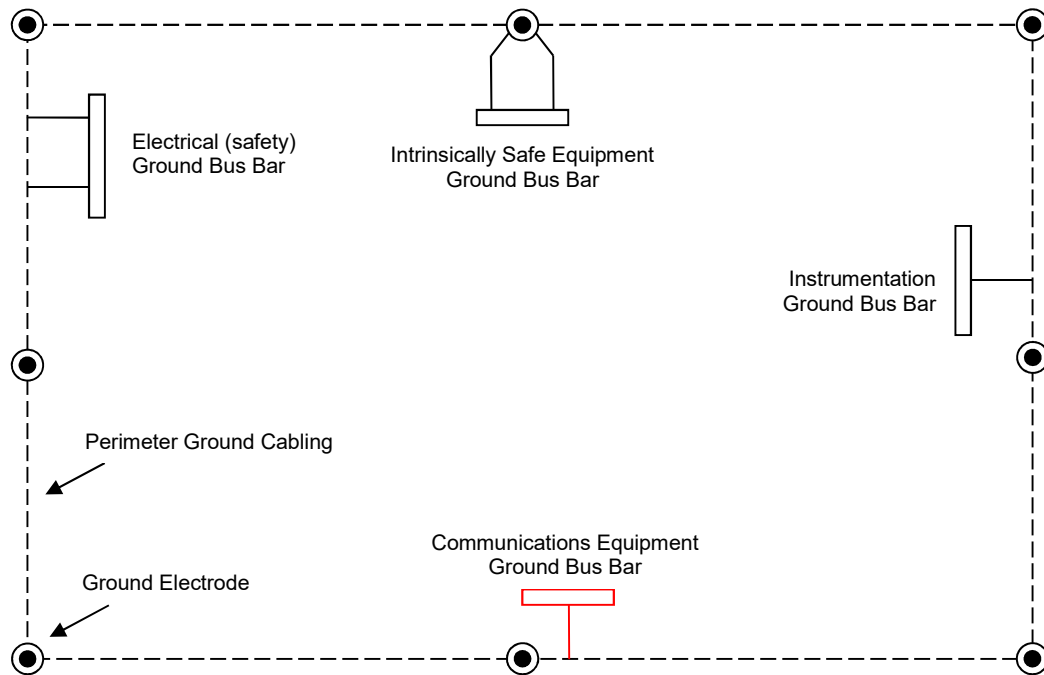 Electrical (safety)
Ground Bus Bar
Intrinsically Safe Equipment
Ground Bus Bar
Instrumentation
Ground Bus Bar
Perimeter Ground Cabling
Communications Equipment
Ground Bus Bar
Ground Electrode